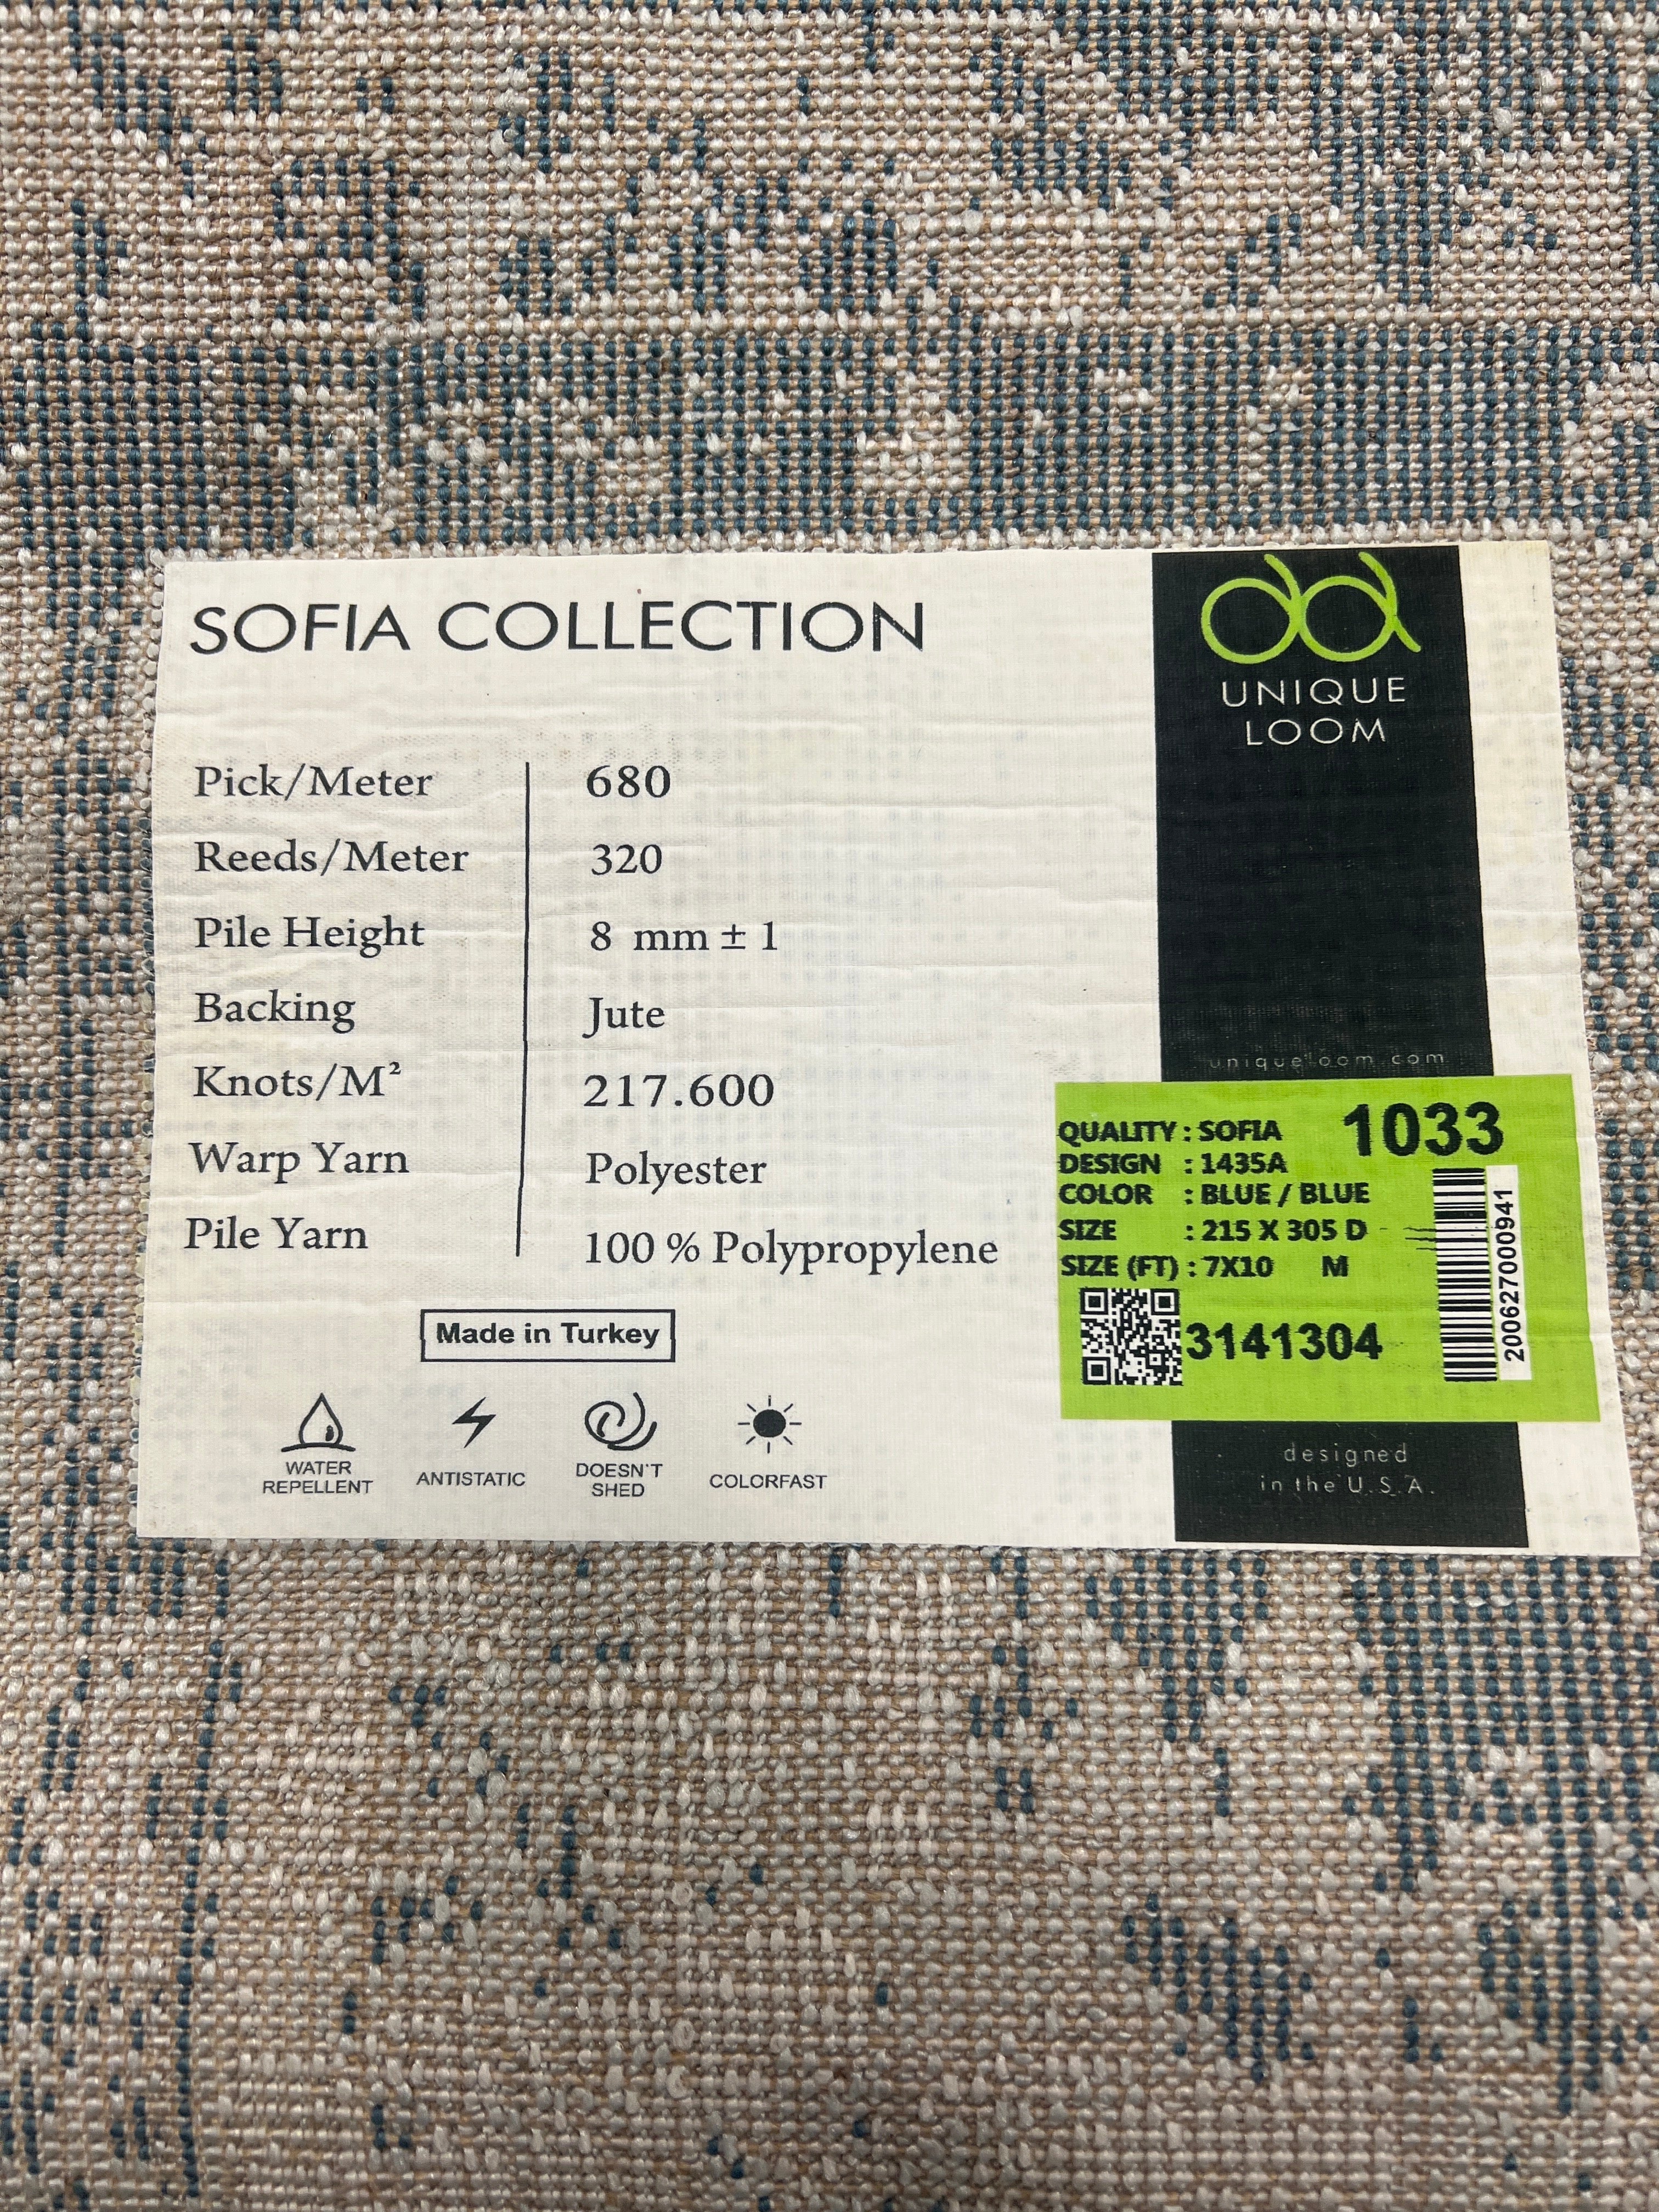 SOFIA COLLECTION
UNIQUE
LOOM
Pick/Meter 680
Reeds/Meter 320
Pile Height 8 mm ± 1
Backing Jute
Knots/M² 217.600
Warp Yarn Polyester
Pile Yarn 100 % Polypropylene
Made in Turkey
WATER
REPELLENT
ANTISTATIC
DOESN'T
SHED
COLORFAST
uniqueloom.com
QUALITY : SOFIA 1033
DESIGN : 1435A
COLOR : BLUE / BLUE
SIZE : 215 X 305 D
SIZE (FT) : 7X10 M
3141304
200627000941
designed
in the U.S.A.